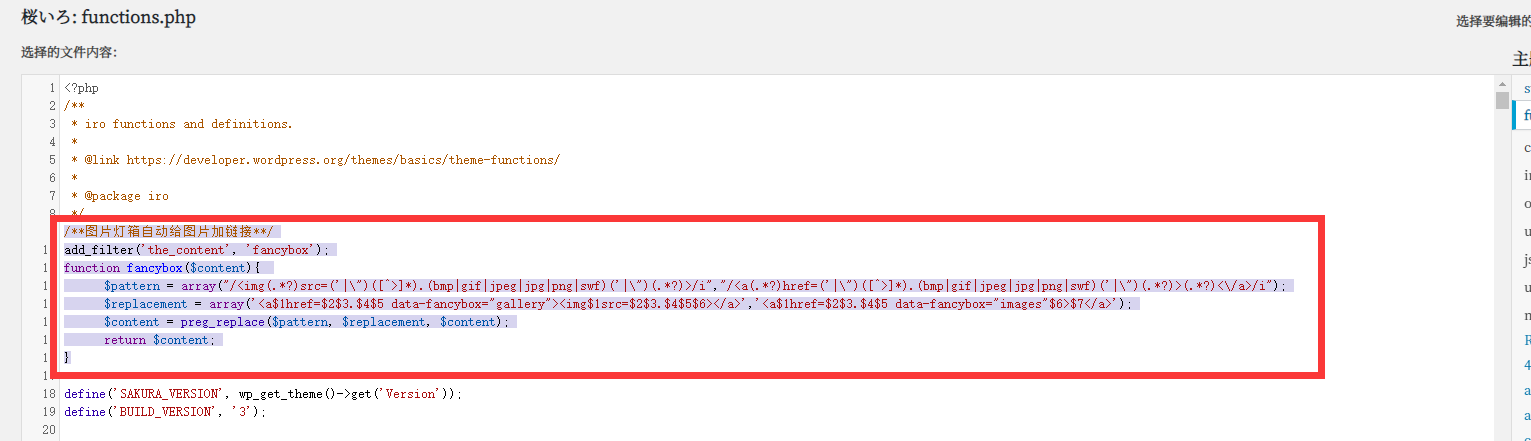 桜いろ: functions.php
选择要编辑的
选择的文件内容:
主
1 <?php
2 /**
3  * iro functions and definitions.
4  *
5  * @link https://developer.wordpress.org/themes/basics/theme-functions/
6  *
7  * @package iro
8  */
/**图片灯箱自动给图片加链接**/
1 add_filter('the_content', 'fancybox');
1 function fancybox($content){
1 $pattern = array("/<img(.*?)src=('|\")([^>]*).(bmp|gif|jpeg|jpg|png|swf)('|\")(.*?)>/i","/<a(.*?)href=('|\")([^>]*).(bmp|gif|jpeg|jpg|png|swf)('|\")(.*?)>(.*?)<\/a>/i");
1 $replacement = array('<a$1href=$2$3.$4$5 data-fancybox="gallery"><img$1src=$2$3.$4$5$6></a>','<a$1href=$2$3.$4$5 data-fancybox="images"$6>$7</a>');
1 $content = preg_replace($pattern, $replacement, $content);
1 return $content;
1 }
1
18 define('SAKURA_VERSION', wp_get_theme()->get('Version'));
19 define('BUILD_VERSION', '3');
20